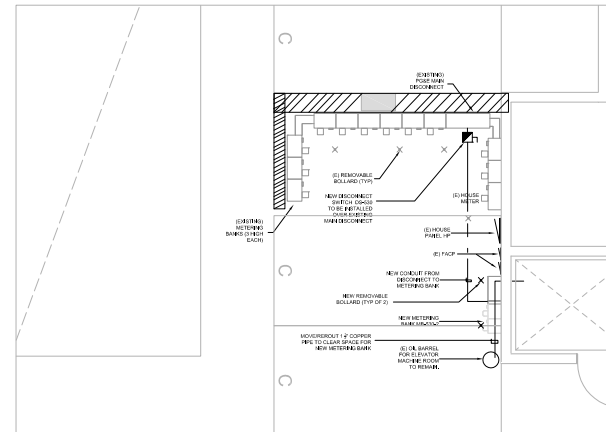 C
(EXISTING)
PG&E MAIN
DISCONNECT
(E) REMOVABLE
BOLLARD (TYP)
NEW DISCONNECT
SWITCH
TO BE INSTALLED
OVER EXISTING
MAIN DISCONNECT
(E) HOUSE
METER
(EXISTING)
METERING
BANKS (3 HIGH
EACH)
(E) HOUSE
PANEL HP
(E) FACP
C
NEW CONDUIT FROM
DISCONNECT TO
METERING BANK
NEW REMOVABLE
BOLLARD (TYP OF 2)
NEW METERING
BANK
MOVE/REROUT COPPER
PIPE TO CLEAR SPACE FOR
NEW METERING BANK
(E) OIL BARREL
FOR ELEVATOR
MACHINE ROOM
TO REMAIN.
C